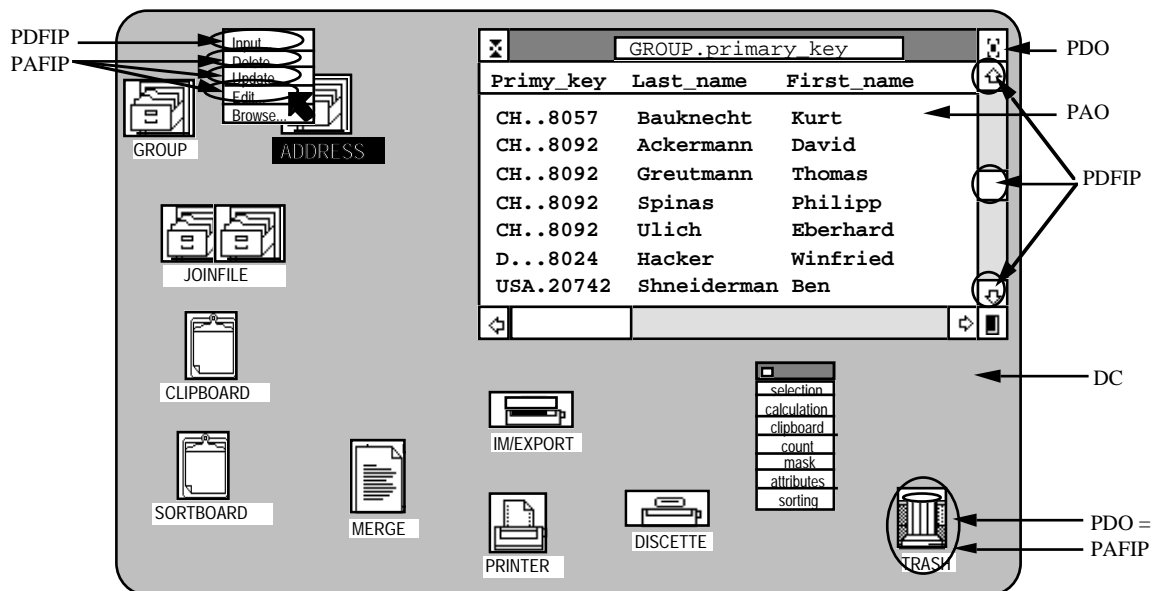 PDFIP
PAFIP
Input...
Delete...
Update...
Edit...
Browse...
GROUP
ADDRESS
JOINFILE
CLIPBOARD
SORTBOARD
MERGE
GROUP.primary_key
Primy_key Last_name First_name
CH..8057 Bauknecht Kurt
CH..8092 Ackermann David
CH..8092 Greutmann Thomas
CH..8092 Spinas Philipp
CH..8092 Ulich Eberhard
D...8024 Hacker Winfried
USA.20742 Shneiderman Ben
PDO
PAO
PDFIP
DC
IM/EXPORT
PRINTER
DISCETTE
selection
calculation
clipboard
count
mask
attributes
sorting
TRASH
PDO =
PAFIP